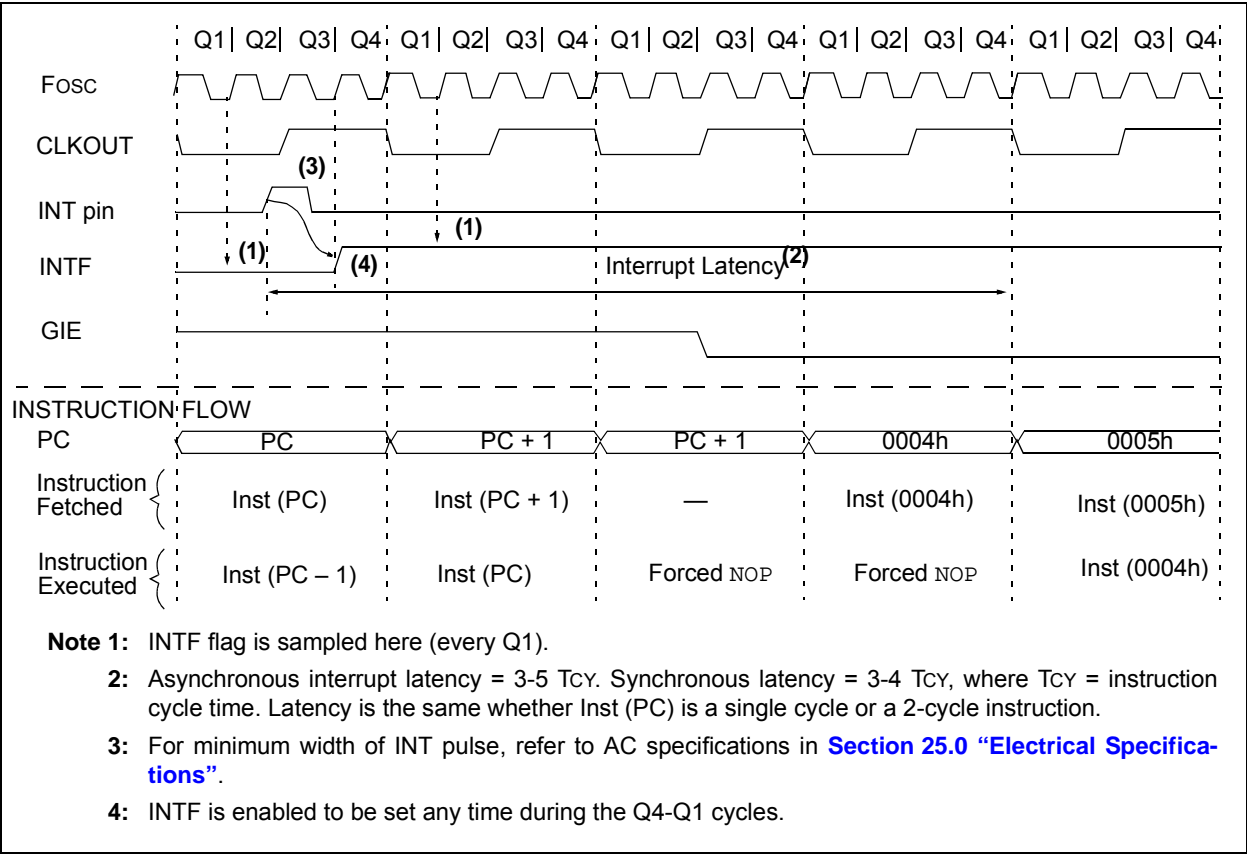 Q1| Q2| Q3| Q4 Q1| Q2| Q3| Q4 Q1| Q2| Q3| Q4 Q1| Q2| Q3| Q4 Q1| Q2| Q3| Q4
FOSC
CLKOUT
(3)
INT pin
(1) (1)
INTF (4) Interrupt Latency(2)
GIE
INSTRUCTION FLOW
PC PC PC + 1 PC + 1 0004h 0005h
Instruction
Fetched Inst (PC) Inst (PC + 1) — Inst (0004h) Inst (0005h)
Instruction
Executed Inst (PC – 1) Inst (PC) Forced NOP Forced NOP Inst (0004h)
Note 1: INTF flag is sampled here (every Q1).
2: Asynchronous interrupt latency = 3-5 TCY. Synchronous latency = 3-4 TCY, where TCY = instruction
cycle time. Latency is the same whether Inst (PC) is a single cycle or a 2-cycle instruction.
3: For minimum width of INT pulse, refer to AC specifications in Section 25.0 “Electrical Specifica-
tions”.
4: INTF is enabled to be set any time during the Q4-Q1 cycles.